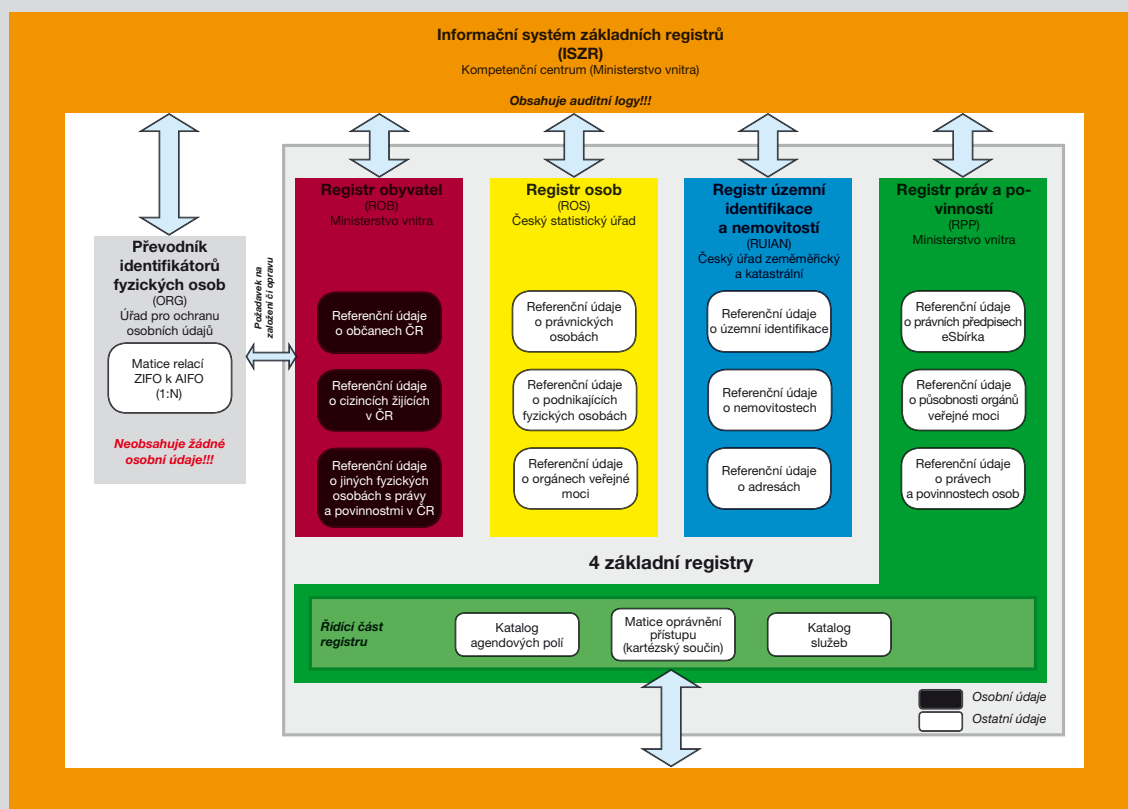 Informační systém základních registrů
(ISZR)
Kompetenční centrum (Ministerstvo vnitra)
Obsahuje auditní logy!!!
Převodník
identifikátorů
fyzických osob
(ORG)
Úřad pro ochranu
osobních údajů
Matice relací
ZIFO k AIFO
(1:N)
Neobsahuje žádné
osobní údaje!!!
Požadavek na
založení či opravu
Registr obyvatel
(ROB)
Ministerstvo vnitra
Referenční údaje
o občanech ČR
Referenční údaje
o cizincích žijících
v ČR
Referenční údaje
o jiných fyzických
osobách s právy
a povinnostmi v ČR
Registr osob
(ROS)
Český statistický úřad
Referenční údaje
o právnických
osobách
Referenční údaje
o podnikajících
fyzických osobách
Referenční údaje
o orgánech veřejné
moci
Registr územní
identifikace
a nemovitostí
(RUIAN)
Český úřad zeměměřický
a katastrální
Referenční údaje
o územní identifikace
Referenční údaje
o nemovitostech
Referenční údaje
o adresách
Registr práv a po-
vinností
(RPP)
Ministerstvo vnitra
Referenční údaje
o právních předpisech
eSbírka
Referenční údaje
o působnosti orgánů
veřejné moci
Referenční údaje
o právech
a povinnostech osob
4 základní registry
Řídící část
registru
Katalog
agendových polí
Matice oprávnění
přístupu
(kartézský součin)
Katalog
služeb
Osobní údaje
Ostatní údaje